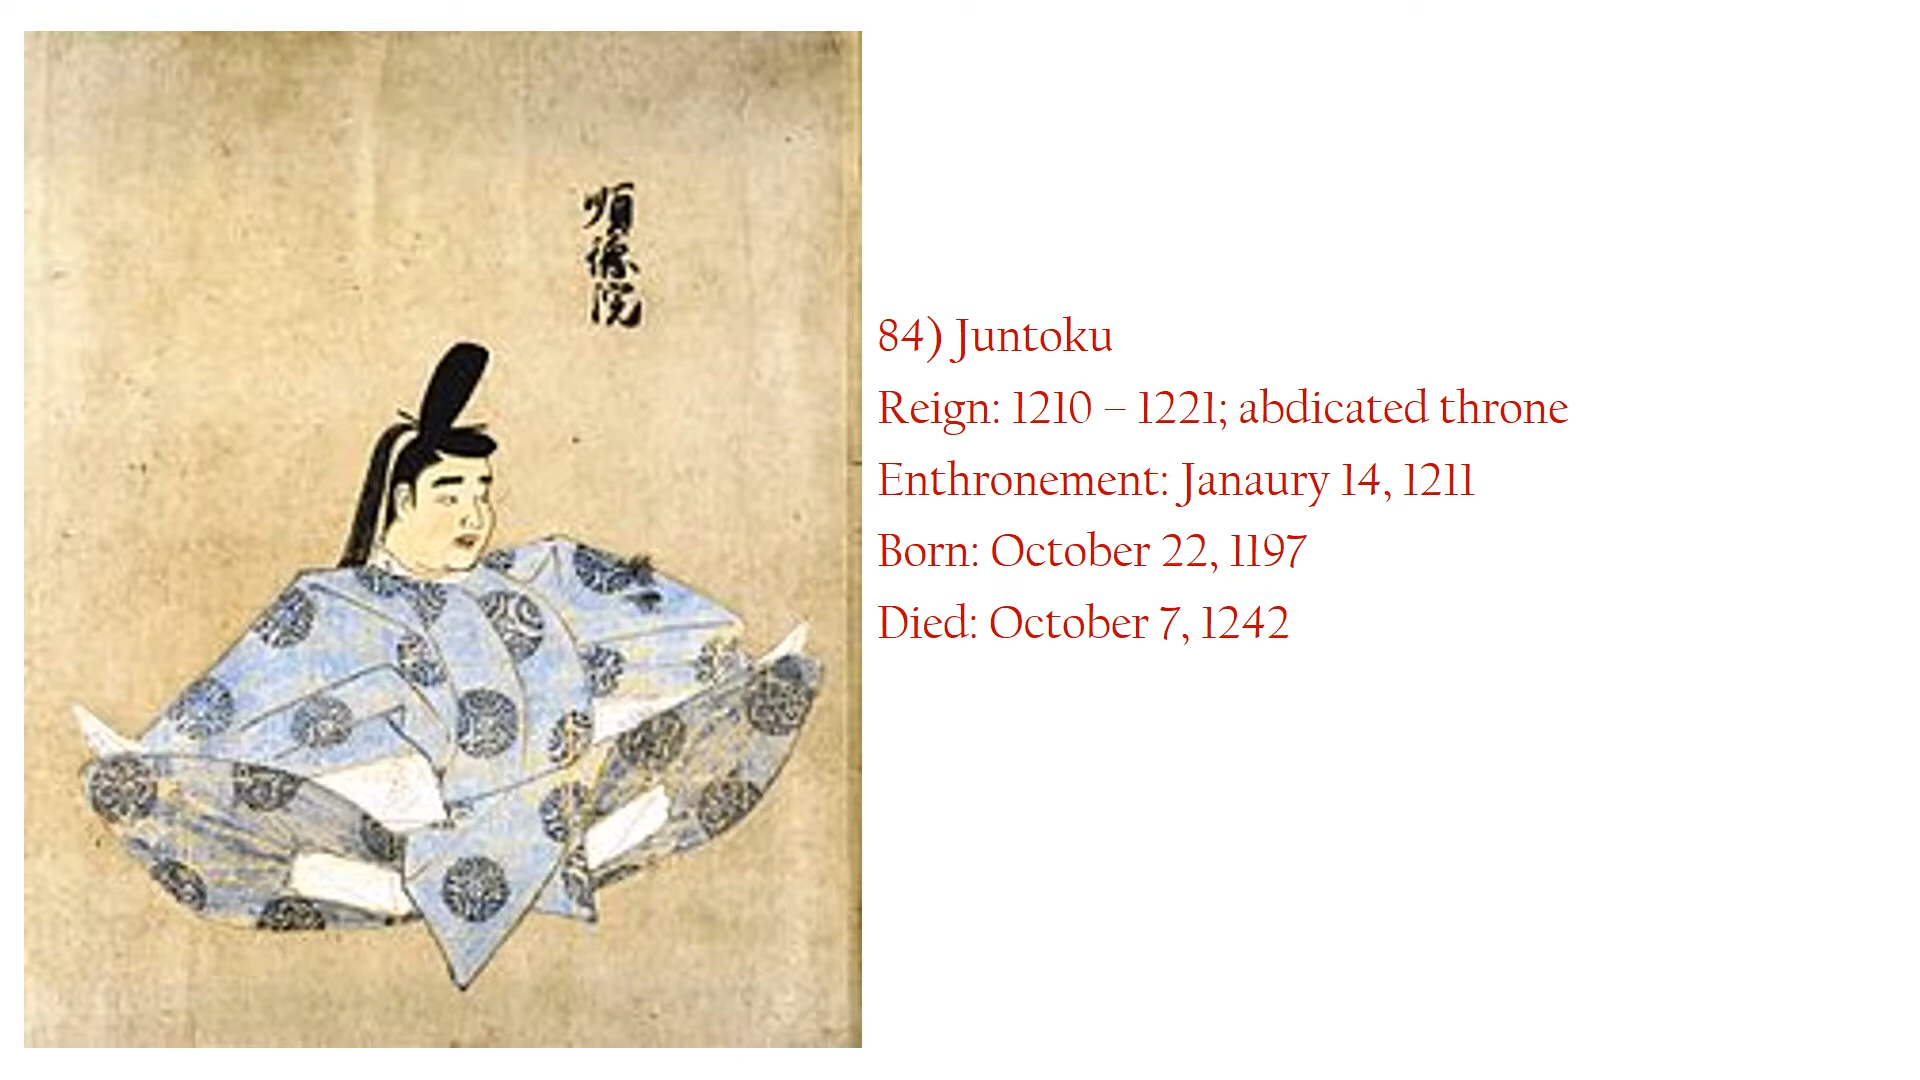 順徳院
84) Juntoku
Reign: 1210 – 1221; abdicated throne
Enthronement: Janaury 14, 1211
Born: October 22, 1197
Died: October 7, 1242